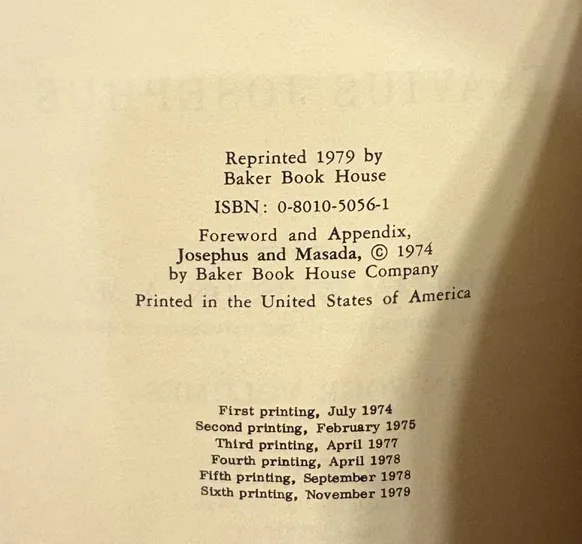 Reprinted 1979 by
Baker Book House
ISBN: 0-8010-5056-1
Foreword and Appendix,
Josephus and Masada, © 1974
by Baker Book House Company
Printed in the United States of America
First printing, July 1974
Second printing, February 1975
Third printing, April 1977
Fourth printing, April 1978
Fifth printing, September 1978
Sixth printing, November 1979